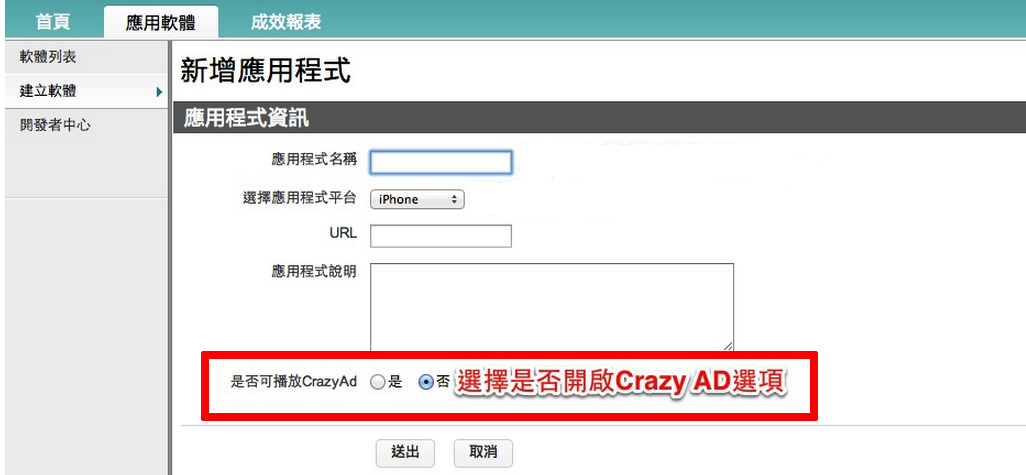 首頁
應用軟體
成效報表
軟體列表
建立軟體
開發者中心
新增應用程式
應用程式資訊
應用程式名稱
選擇應用程式平台 iPhone
URL
應用程式說明
是否可播放CrazyAd 是 否 選擇是否開啟Crazy AD選項
送出 取消